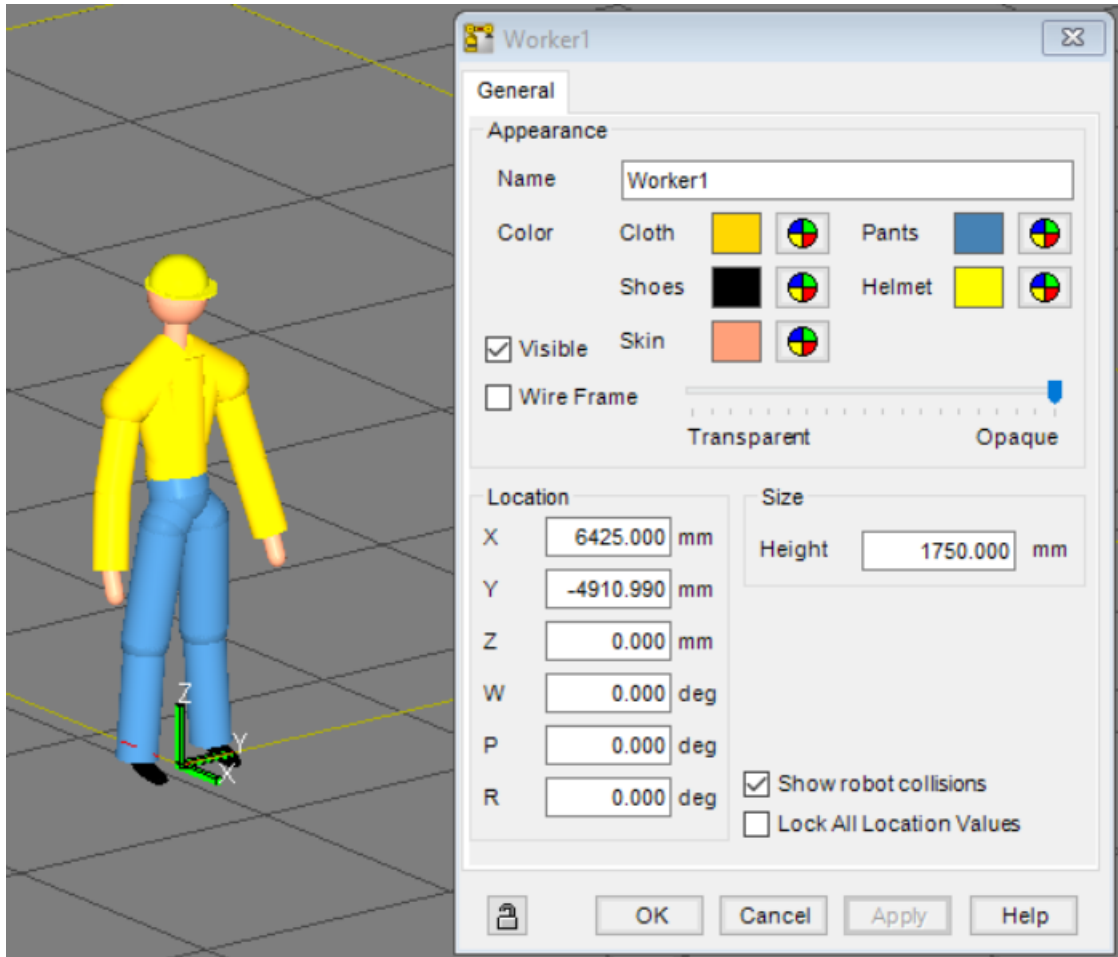 Worker1
General
Appearance
Name Worker1
Color Cloth Pants
Shoes Helmet
Visible Skin
Wire Frame
Transparent Opaque
Location
X 6425.000 mm
Y -4910.990 mm
Z 0.000 mm
W 0.000 deg
P 0.000 deg
R 0.000 deg
Size
Height 1750.000 mm
Show robot collisions
Lock All Location Values
OK Cancel Apply Help
Z
Y
X